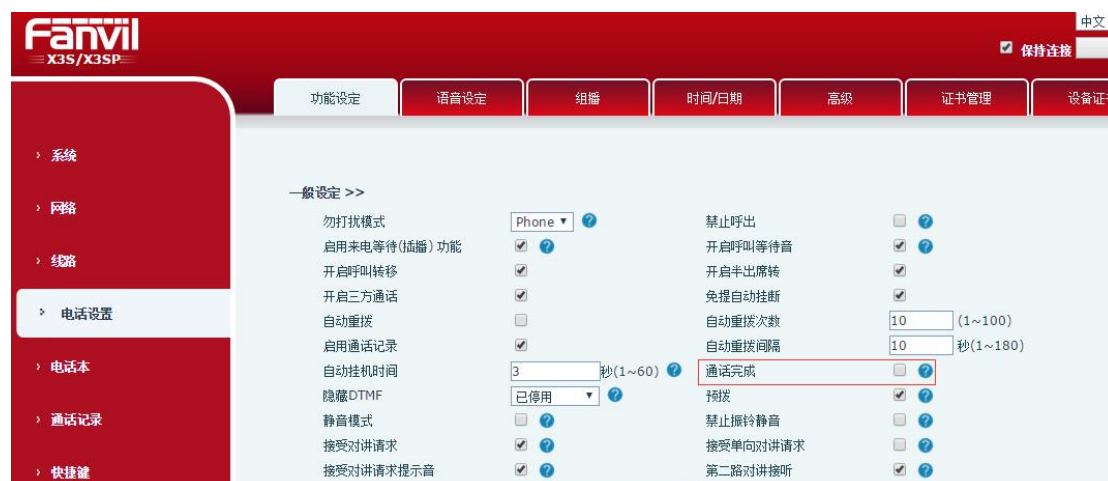 Fanvil
X3S/X3SP
中文
保持连接
功能设定 语音设定 组播 时间/日期 高级 证书管理 设备证
系统
网络
线路
电话设置
电话本
通话记录
快捷键
一般设定 >>
勿打扰模式 Phone 禁止呼出
启用来电等待(插播)功能 开启呼叫等待音
开启呼叫转移 开启半出席转
开启三方通话 免提自动挂断
自动重拨 自动重拨次数 10 (1~100)
启用通话记录 自动重拨间隔 10 秒(1~180)
自动挂机时间 3 秒(1~60) 通话完成
隐藏DTMF 已停用 预拨
静音模式 禁止振铃静音
接受对讲请求 接受单向对讲请求
接受对讲请求提示音 第二路对讲接听